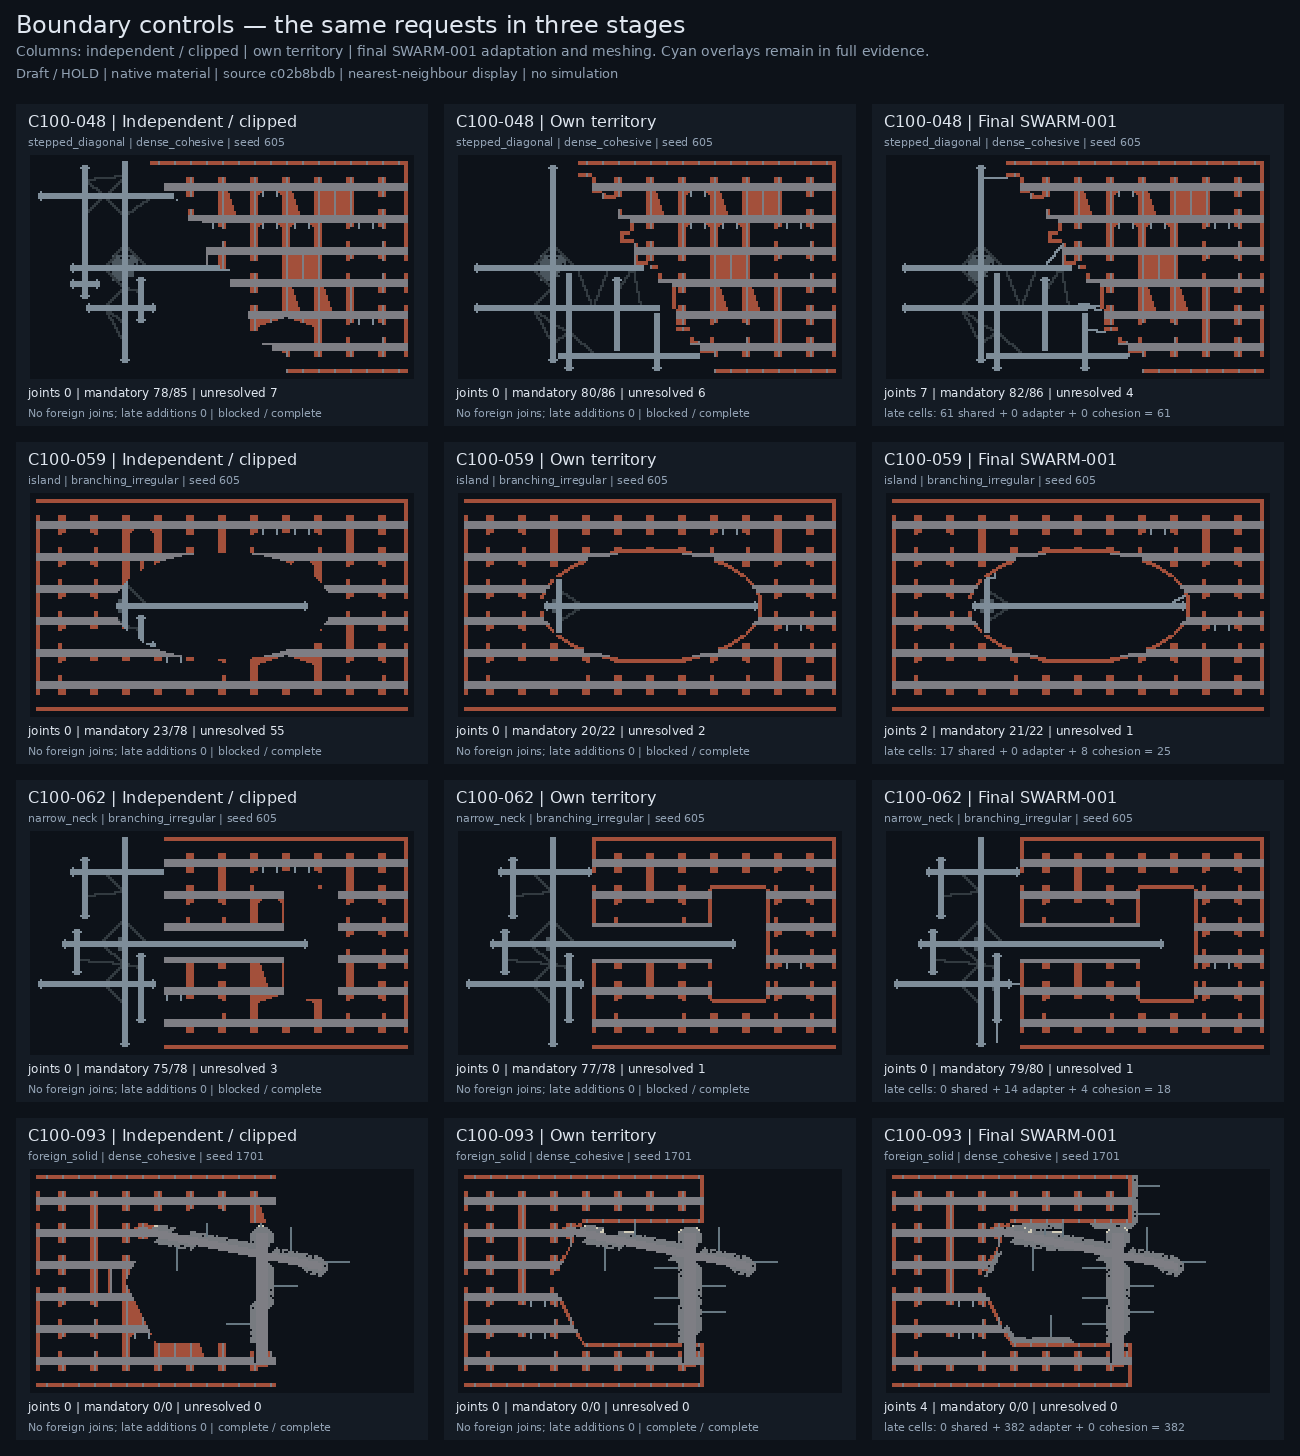 Boundary controls — the same requests in three stages
Columns: independent / clipped | own territory | final SWARM-001 adaptation and meshing. Cyan overlays remain in full evidence.
Draft / HOLD | native material | source c02b8bdb | nearest-neighbour display | no simulation
C100-048 | Independent / clipped
stepped_diagonal | dense_cohesive | seed 605
joints 0 | mandatory 78/85 | unresolved 7
No foreign joins; late additions 0 | blocked / complete
C100-048 | Own territory
stepped_diagonal | dense_cohesive | seed 605
joints 0 | mandatory 80/86 | unresolved 6
No foreign joins; late additions 0 | blocked / complete
C100-048 | Final SWARM-001
stepped_diagonal | dense_cohesive | seed 605
joints 7 | mandatory 82/86 | unresolved 4
late cells: 61 shared + 0 adapter + 0 cohesion = 61
C100-059 | Independent / clipped
island | branching_irregular | seed 605
joints 0 | mandatory 23/78 | unresolved 55
No foreign joins; late additions 0 | blocked / complete
C100-059 | Own territory
island | branching_irregular | seed 605
joints 0 | mandatory 20/22 | unresolved 2
No foreign joins; late additions 0 | blocked / complete
C100-059 | Final SWARM-001
island | branching_irregular | seed 605
joints 2 | mandatory 21/22 | unresolved 1
late cells: 17 shared + 0 adapter + 8 cohesion = 25
C100-062 | Independent / clipped
narrow_neck | branching_irregular | seed 605
joints 0 | mandatory 75/78 | unresolved 3
No foreign joins; late additions 0 | blocked / complete
C100-062 | Own territory
narrow_neck | branching_irregular | seed 605
joints 0 | mandatory 77/78 | unresolved 1
No foreign joins; late additions 0 | blocked / complete
C100-062 | Final SWARM-001
narrow_neck | branching_irregular | seed 605
joints 0 | mandatory 79/80 | unresolved 1
late cells: 0 shared + 14 adapter + 4 cohesion = 18
C100-093 | Independent / clipped
foreign_solid | dense_cohesive | seed 1701
joints 0 | mandatory 0/0 | unresolved 0
No foreign joins; late additions 0 | complete / complete
C100-093 | Own territory
foreign_solid | dense_cohesive | seed 1701
joints 0 | mandatory 0/0 | unresolved 0
No foreign joins; late additions 0 | complete / complete
C100-093 | Final SWARM-001
foreign_solid | dense_cohesive | seed 1701
joints 4 | mandatory 0/0 | unresolved 0
late cells: 0 shared + 382 adapter + 0 cohesion = 382